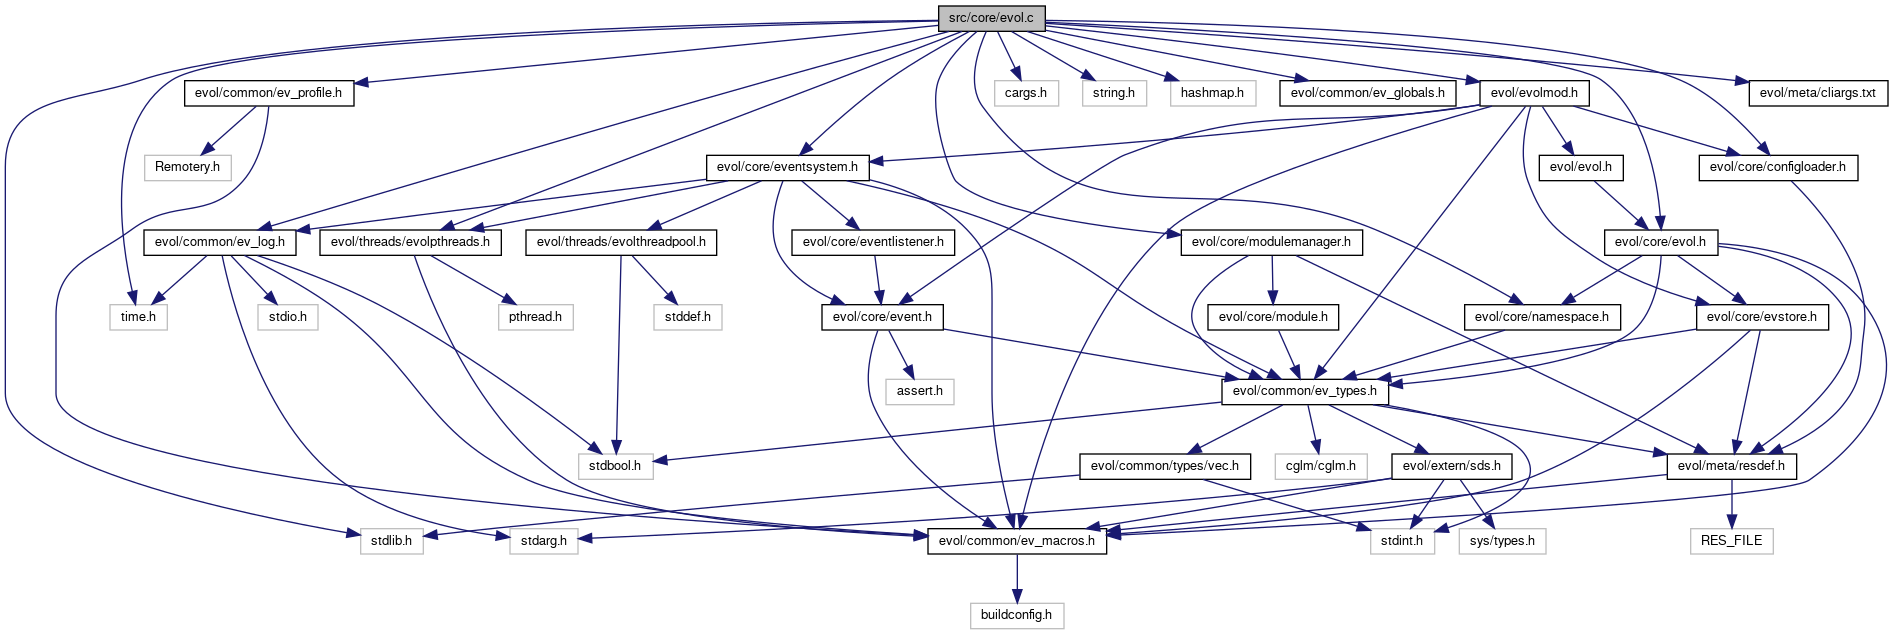 src/core/evol.c
evol/common/ev_profile.h
cargs.h
string.h
hashmap.h
evol/common/ev_globals.h
evol/evolmod.h
evol/meta/cliargs.txt
Remotery.h
evol/core/eventsystem.h
evol/evol.h
evol/core/configloader.h
evol/common/ev_log.h
evol/threads/evolpthreads.h
evol/threads/evolthreadpool.h
evol/core/eventlistener.h
evol/core/modulemanager.h
evol/core/evol.h
time.h
stdio.h
pthread.h
stddef.h
evol/core/event.h
evol/core/module.h
evol/core/namespace.h
evol/core/evstore.h
assert.h
evol/common/ev_types.h
stdbool.h
evol/common/types/vec.h
cglm/cglm.h
evol/extern/sds.h
evol/meta/resdef.h
stdlib.h
stdarg.h
evol/common/ev_macros.h
stdint.h
sys/types.h
RES_FILE
buildconfig.h